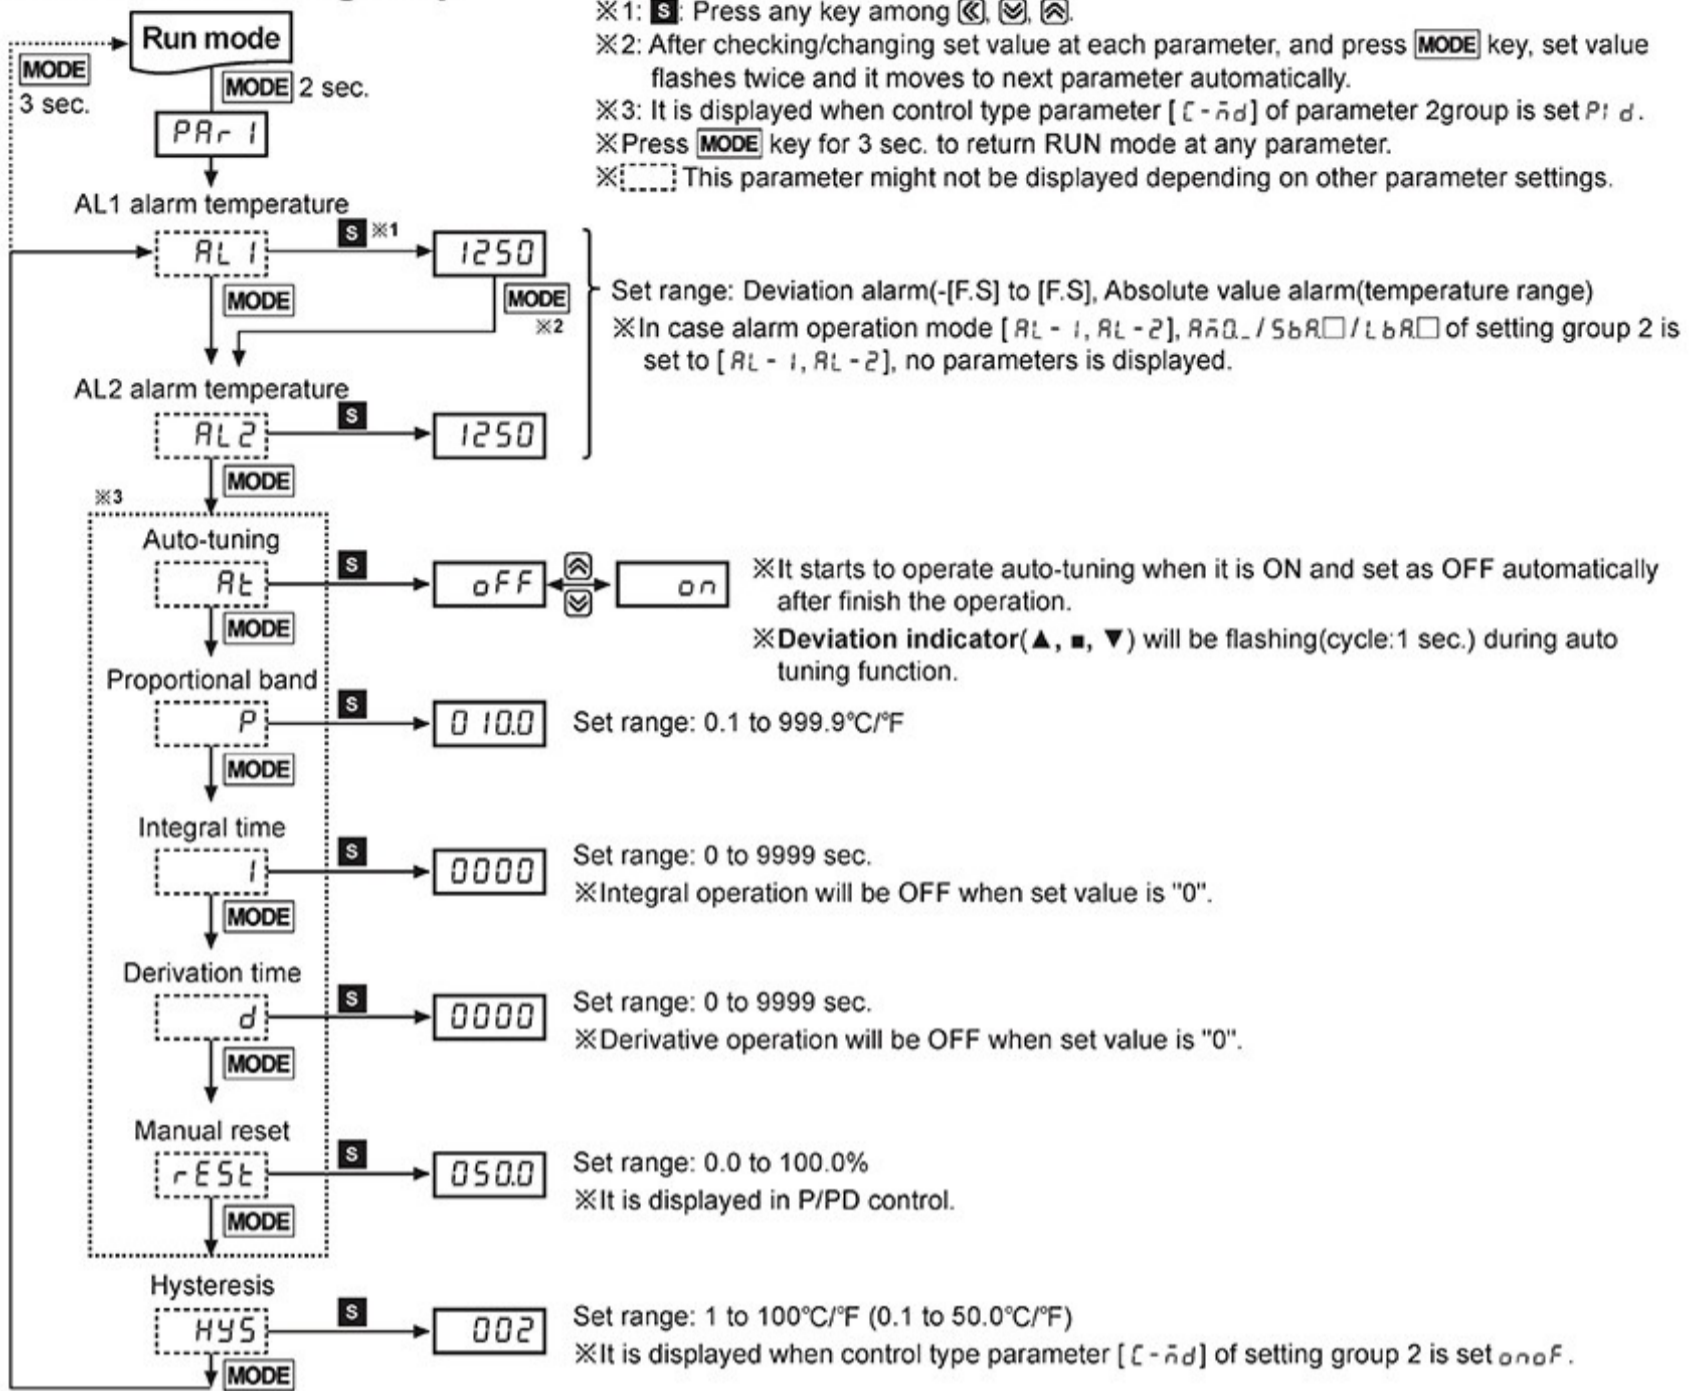 ※1: S: Press any key among «, ︾, ︽.
Run mode
※2: After checking/changing set value at each parameter, and press MODE key, set value
flashes twice and it moves to next parameter automatically.
MODE
3 sec.
MODE 2 sec.
※3: It is displayed when control type parameter [C-md] of parameter 2group is set PId.
PAr1
※Press MODE key for 3 sec. to return RUN mode at any parameter.
※ This parameter might not be displayed depending on other parameter settings.
AL1 alarm temperature
AL1
S ※1
1250
MODE
MODE
※2
Set range: Deviation alarm(-[F.S] to [F.S], Absolute value alarm(temperature range)
※In case alarm operation mode [AL-1, AL-2], Am0._/SbA.□/LbA.□ of setting group 2 is
set to [AL-1, AL-2], no parameters is displayed.
AL2 alarm temperature
AL2
S
1250
MODE
※3
Auto-tuning
At
S
oFF
on
※It starts to operate auto-tuning when it is ON and set as OFF automatically
after finish the operation.
MODE
※Deviation indicator(▲, ■, ▼) will be flashing(cycle:1 sec.) during auto
tuning function.
Proportional band
P
S
010.0
Set range: 0.1 to 999.9°C/°F
MODE
Integral time
I
S
0000
Set range: 0 to 9999 sec.
※Integral operation will be OFF when set value is "0".
MODE
Derivation time
d
S
0000
Set range: 0 to 9999 sec.
※Derivative operation will be OFF when set value is "0".
MODE
Manual reset
rESt
S
050.0
Set range: 0.0 to 100.0%
※It is displayed in P/PD control.
MODE
Hysteresis
HYS
S
002
Set range: 1 to 100°C/°F (0.1 to 50.0°C/°F)
※It is displayed when control type parameter [C-md] of setting group 2 is set onoF.
MODE